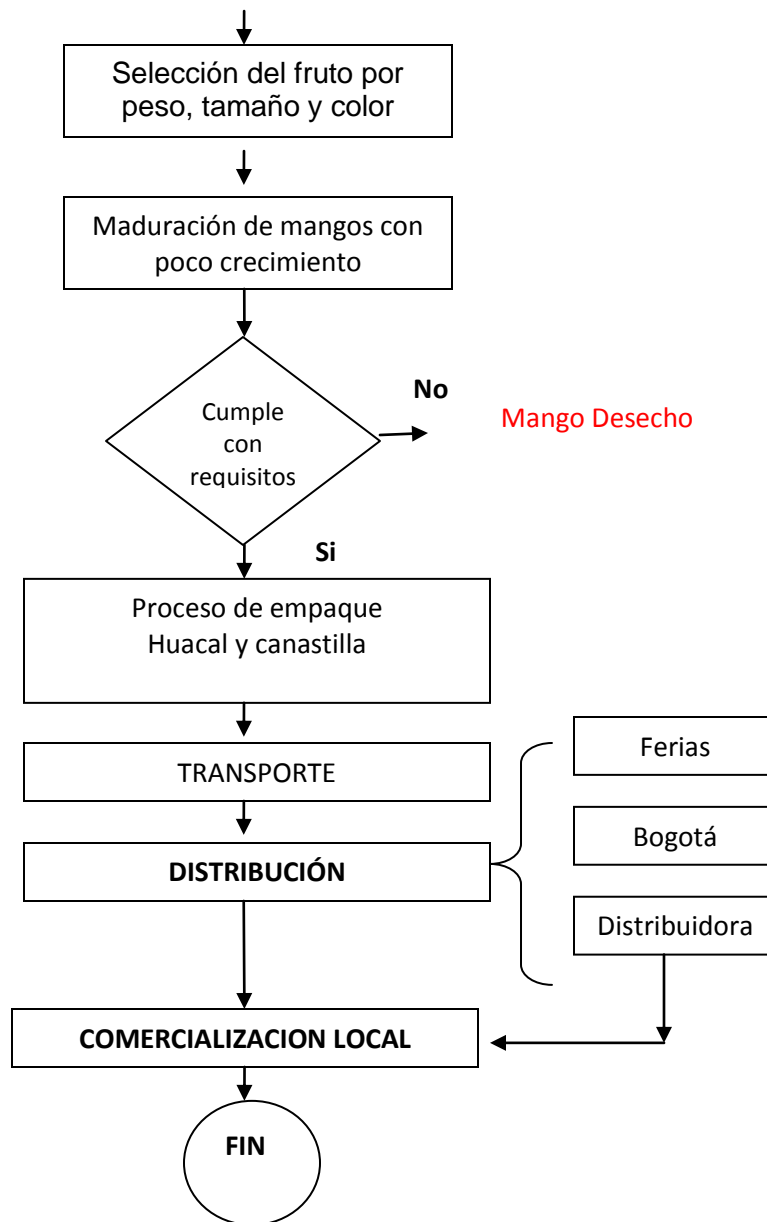 Selección del fruto por
peso, tamaño y color
Maduración de mangos con
poco crecimiento
No
Cumple
con
requisitos
Mango Desecho
Si
Proceso de empaque
Huacal y canastilla
TRANSPORTE
Ferias
Bogotá
DISTRIBUCIÓN
Distribuidora
COMERCIALIZACION LOCAL
FIN